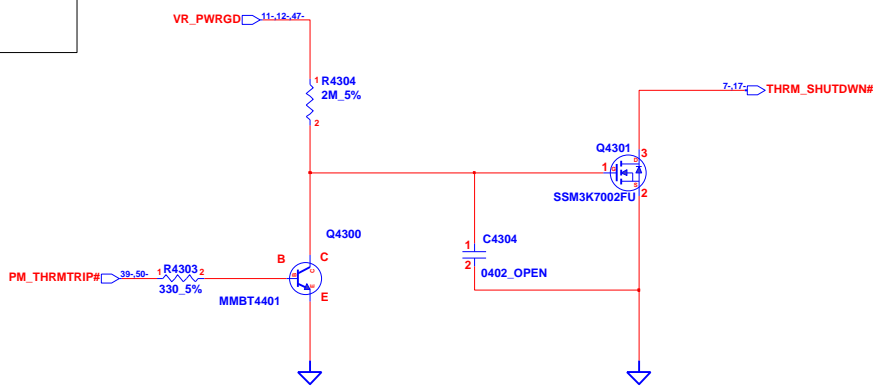 VR_PWRGD 11-,12-,47-
1 R4304
2M_5%
2
7-,17- THRM_SHUTDWN#
Q4301
3
1
G
D
S
2
SSM3K7002FU
Q4300
B C
B
C
E
E
MMBT4401
1 C4304
2
0402_OPEN
PM_THRMTRIP# 39-,50- 1 R4303 2
330_5%